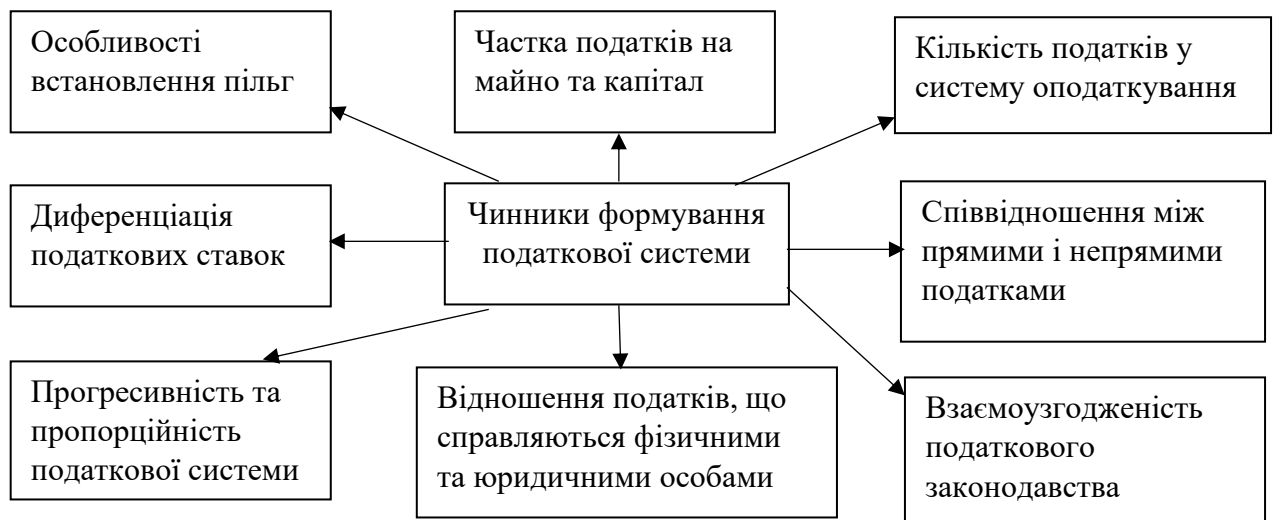 Особливості
встановлення пільг
Частка податків на
майно та капітал
Кількість податків у
систему оподаткування
Диференціація
податкових ставок
Чинники формування
податкової системи
Співвідношення між
прямими і непрямими
податками
Прогресивність та
пропорційність
податкової системи
Відношення податків, що
справляються фізичними
та юридичними особами
Взаємоузгодженість
податкового
законодавства